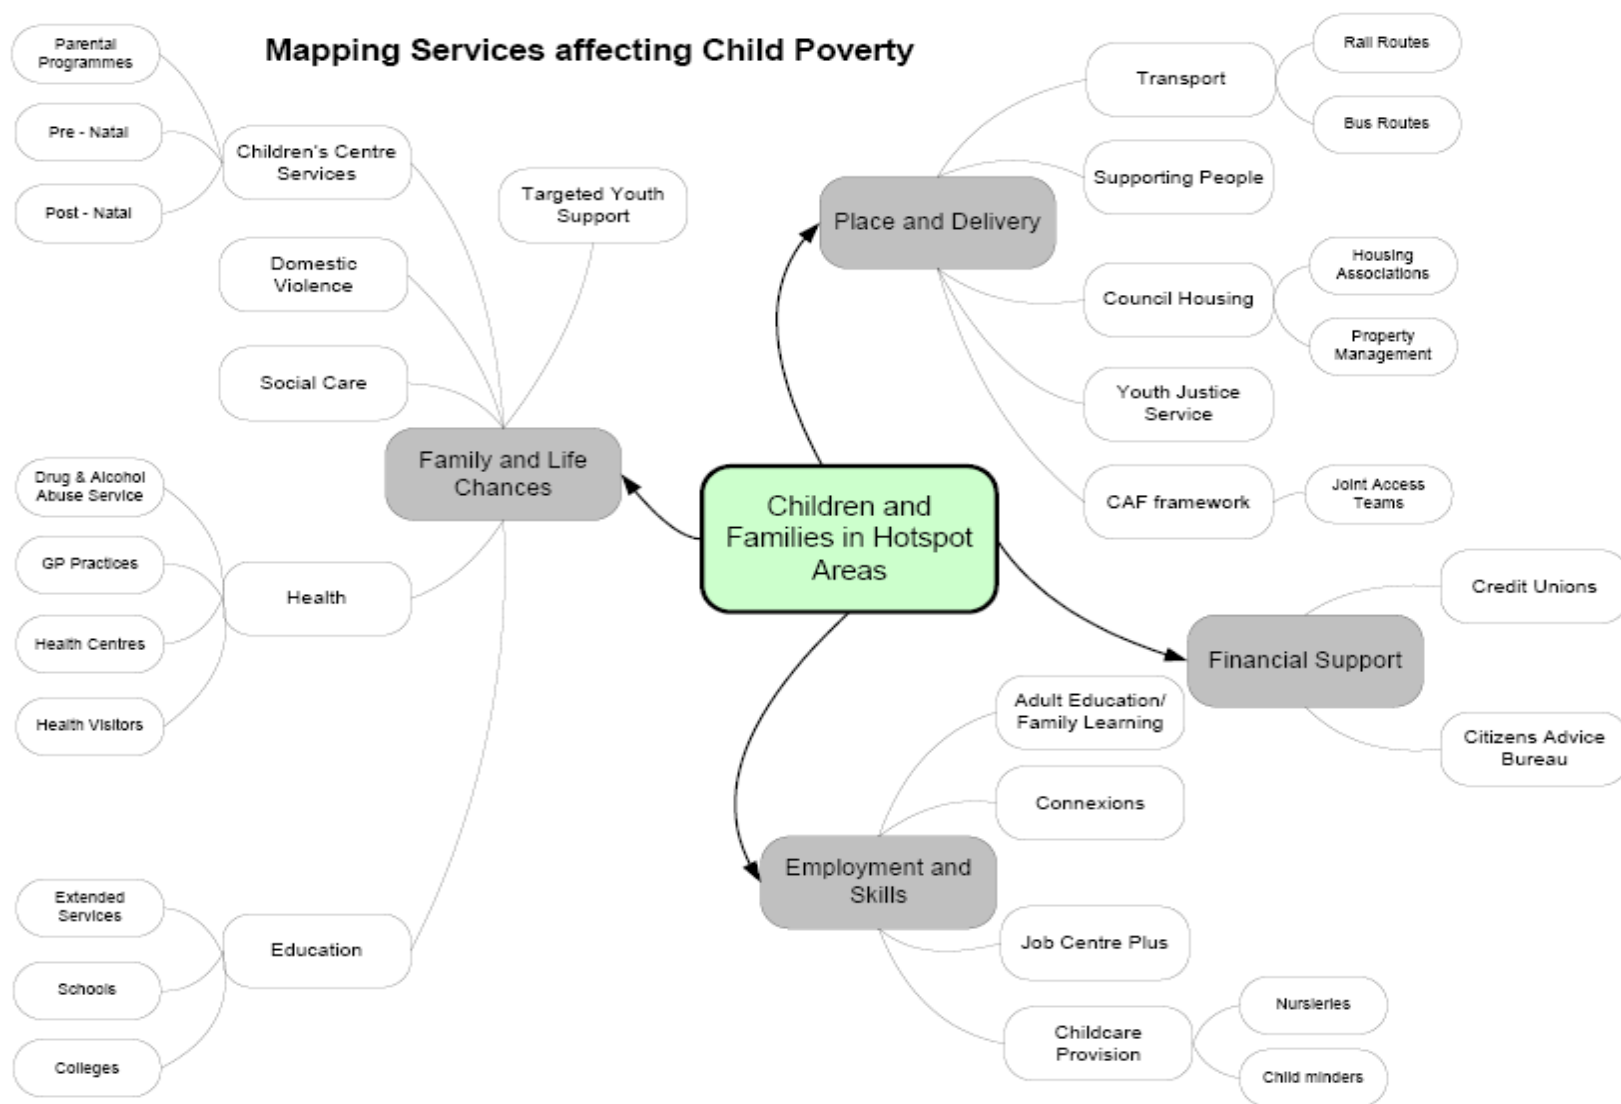 Mapping Services affecting Child Poverty
Parental
Programmes
Pre - Natal
Post - Natal
Children's Centre
Services
Targeted Youth
Support
Domestic
Violence
Social Care
Family and Life
Chances
Drug & Alcohol
Abuse Service
GP Practices
Health Centres
Health Visitors
Health
Extended
Services
Schools
Colleges
Education
Children and
Families in Hotspot
Areas
Place and Delivery
Transport
Rail Routes
Bus Routes
Supporting People
Council Housing
Housing
Associations
Property
Management
Youth Justice
Service
CAF framework
Joint Access
Teams
Financial Support
Credit Unions
Citizens Advice
Bureau
Employment and
Skills
Adult Education/
Family Learning
Connexions
Job Centre Plus
Childcare
Provision
Nursieries
Child minders